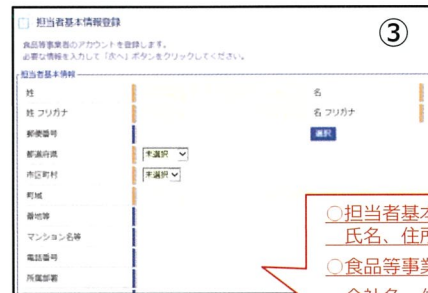 担当者基本情報登録
③
食品等事業者のアカウントを登録します。
必要な情報を入力して「次へ」ボタンをクリックしてください。
担当者基本情報
姓
名
姓 フリガナ
名 フリガナ
郵便番号
選択
都道府県
未選択
市区町村
未選択
町域
番地等
マンション名等
電話番号
所属部署
○担当者基本
氏名、住所
○食品等事業